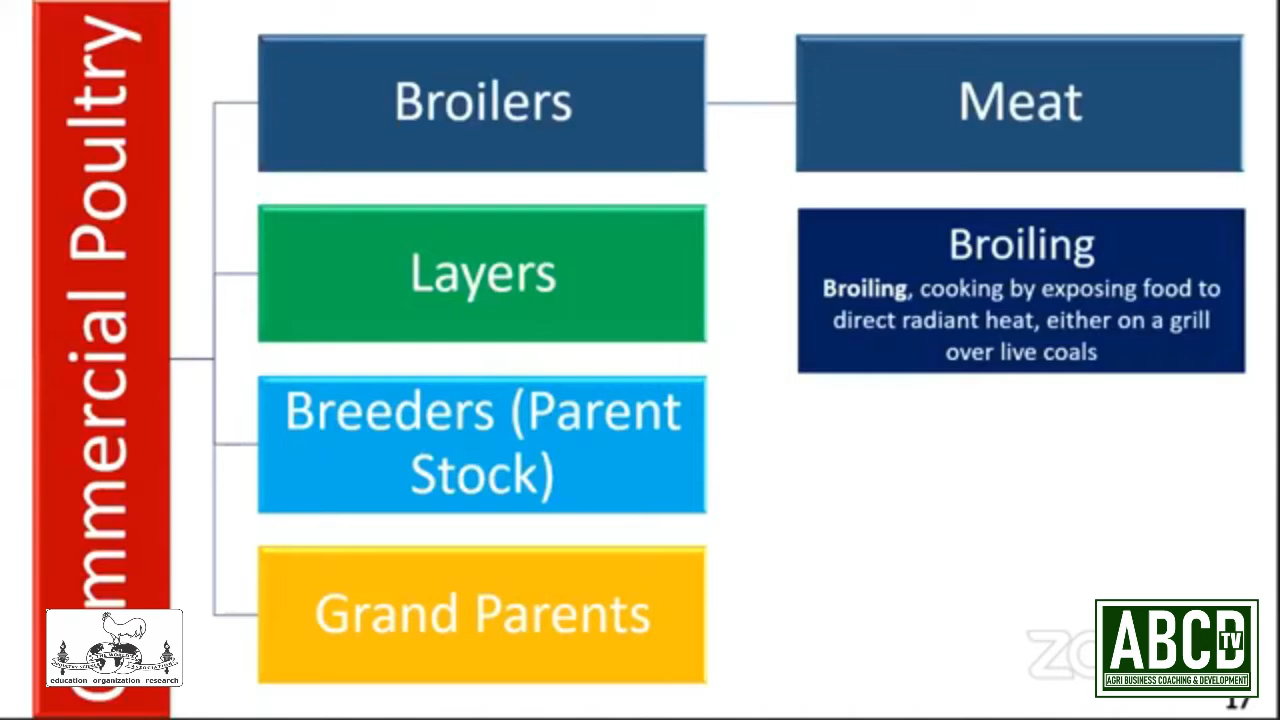 Commercial Poultry
Broilers
Meat
Layers
Broiling
Broiling, cooking by exposing food to
direct radiant heat, either on a grill
over live coals
Breeders (Parent
Stock)
Grand Parents
education organization research
ABCD TV
AGRI BUSINESS COACHING & DEVELOPMENT
17